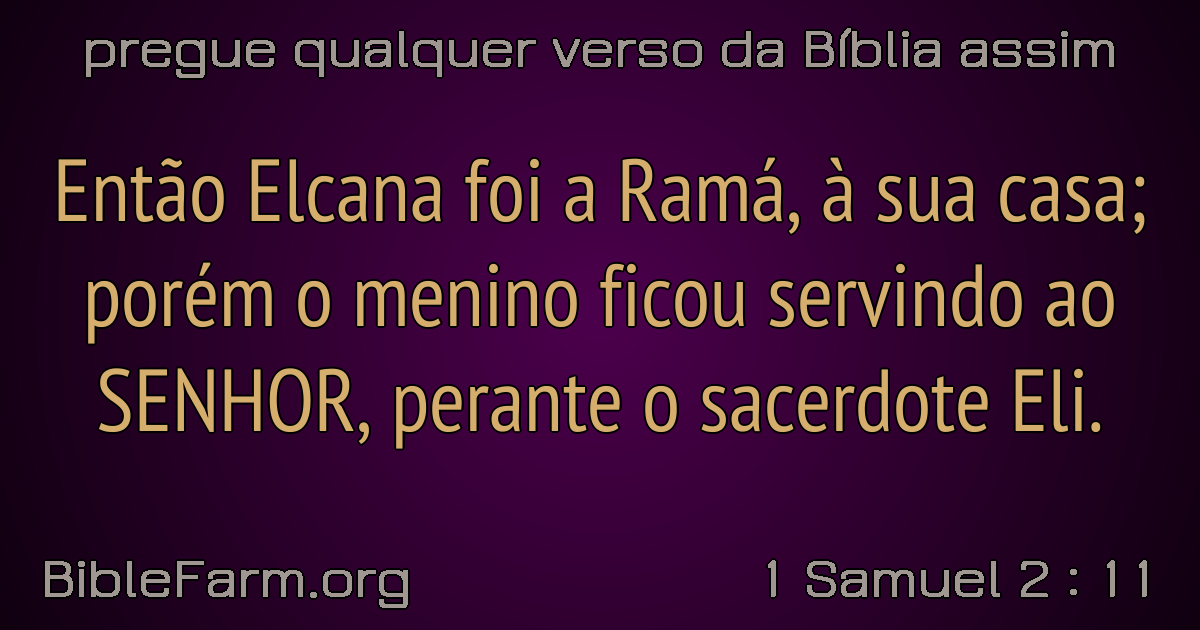 pregue qualquer verso da Bíblia assim
Então Elcana foi a Ramá, à sua casa;
porém o menino ficou servindo ao
SENHOR, perante o sacerdote Eli.
BibleFarm.org
1 Samuel 2 : 11